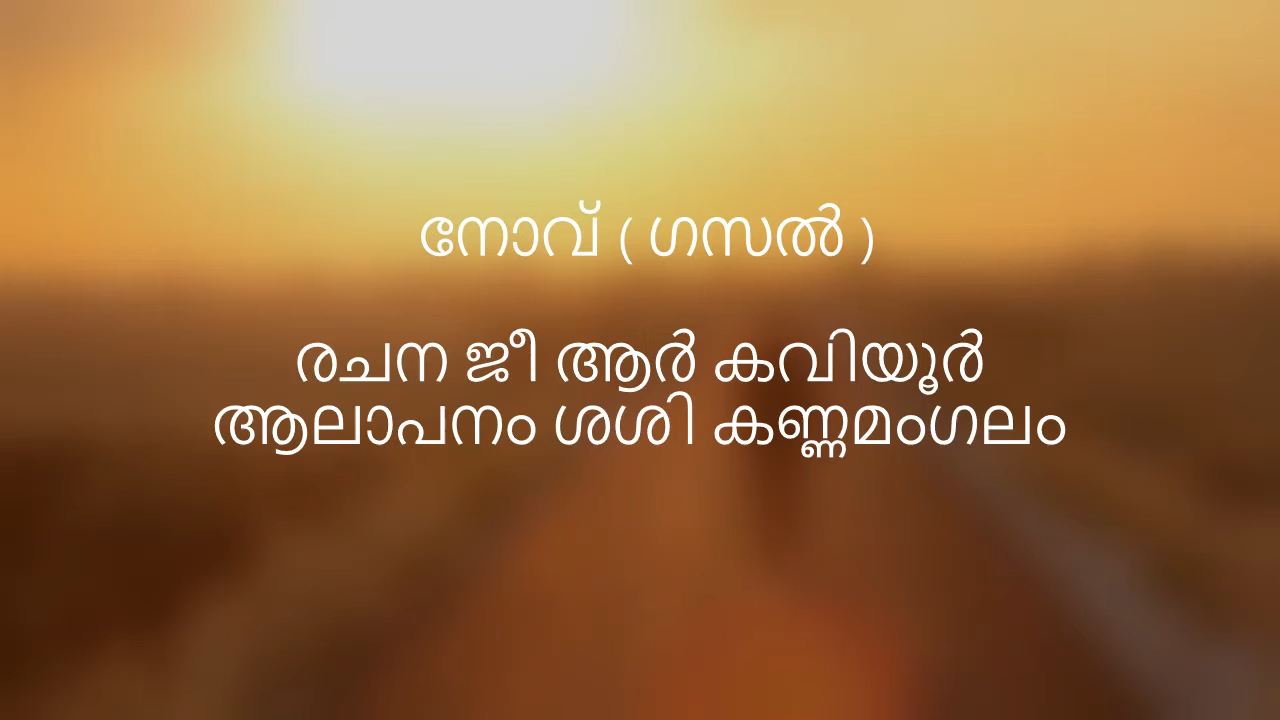 നോവ് ( ഗസൽ )
രചന ജീ ആർ കവിയൂർ
ആലാപനം ശശി കണ്ണമംഗലം